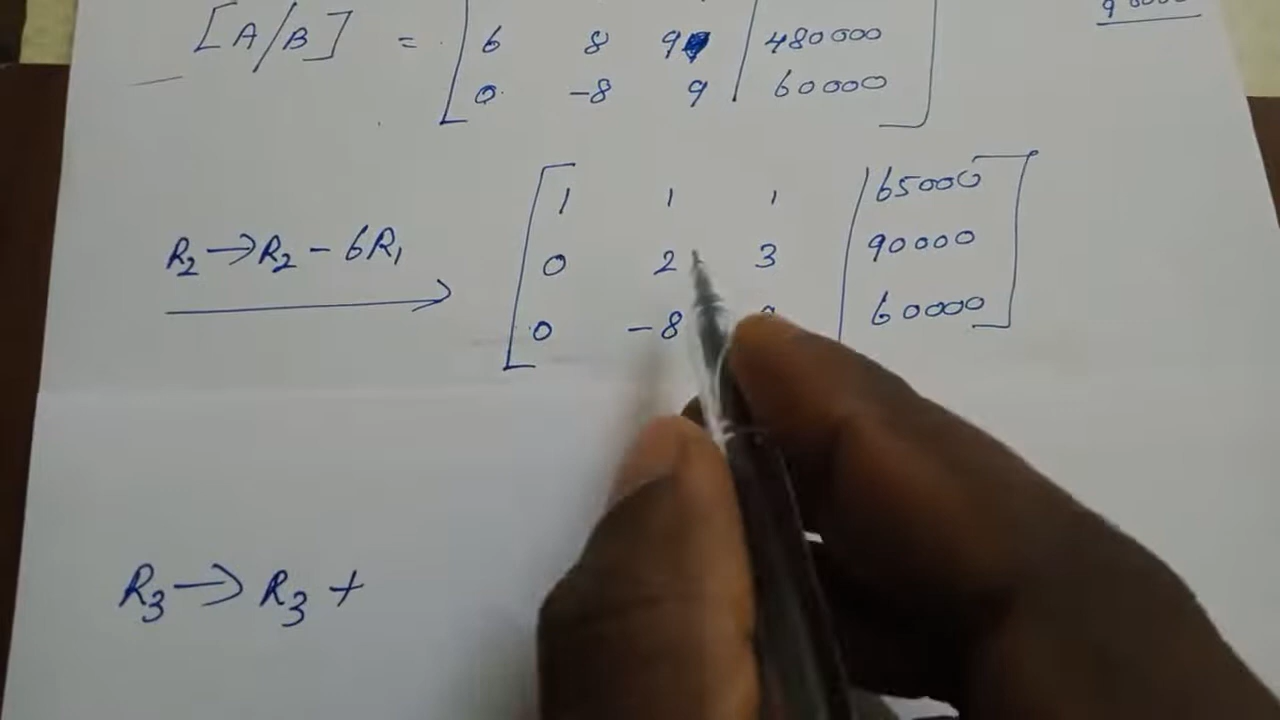 90000
[A/B] = 6 8 9 | 480000
0 -8 9 | 60000
1 1 1 | 65000
R2→R2-6R1 0 2 3 | 90000
0 -8 | 60000
R3→R3+